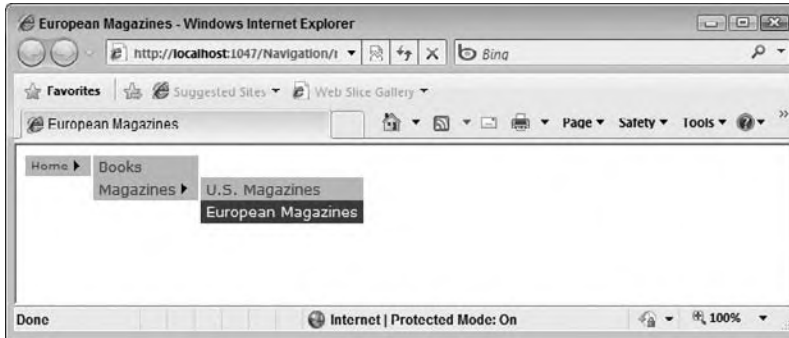 European Magazines - Windows Internet Explorer
http://localhost:1047/Navigation/
Bing
Favorites Suggested Sites Web Slice Gallery
European Magazines Page Safety Tools »
Home Books
Magazines U.S. Magazines
European Magazines
Done Internet | Protected Mode: On 100%